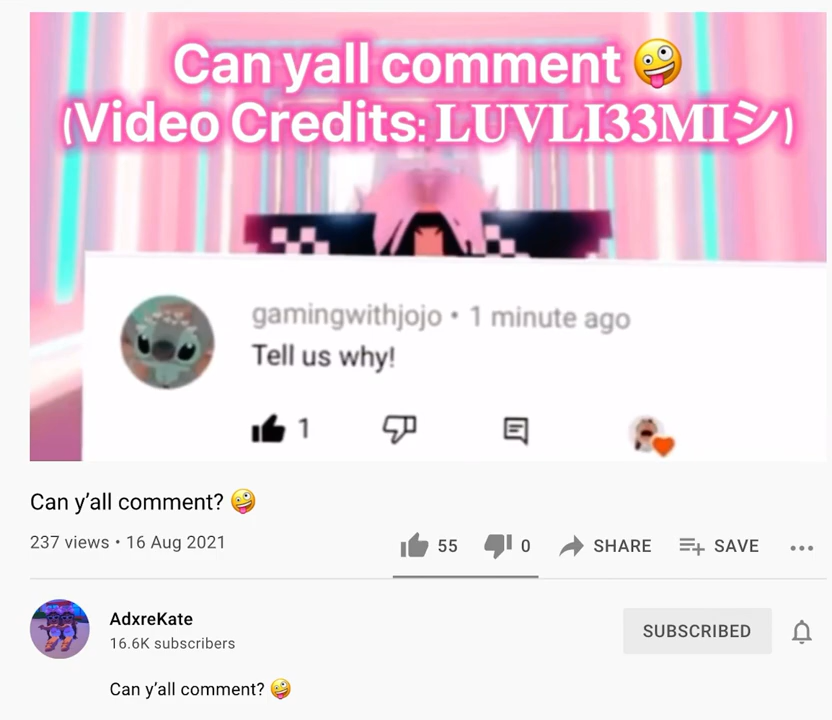 Can yall comment 🤪
(Video Credits: 𝐋𝐔𝐕𝐋𝐈𝟑𝟑𝐌𝐈シ)
gamingwithjojo • 1 minute ago
Tell us why!
1
Can y’all comment? 🤪
237 views • 16 Aug 2021
55 0 SHARE SAVE
AdxreKate
16.6K subscribers
SUBSCRIBED
Can y’all comment? 🤪